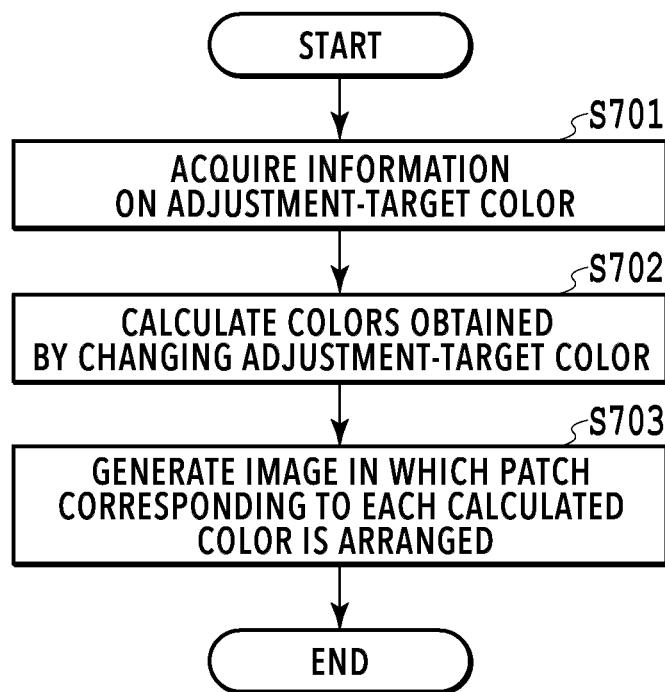 START
S701
ACQUIRE INFORMATION
ON ADJUSTMENT-TARGET COLOR
S702
CALCULATE COLORS OBTAINED
BY CHANGING ADJUSTMENT-TARGET COLOR
S703
GENERATE IMAGE IN WHICH PATCH
CORRESPONDING TO EACH CALCULATED
COLOR IS ARRANGED
END